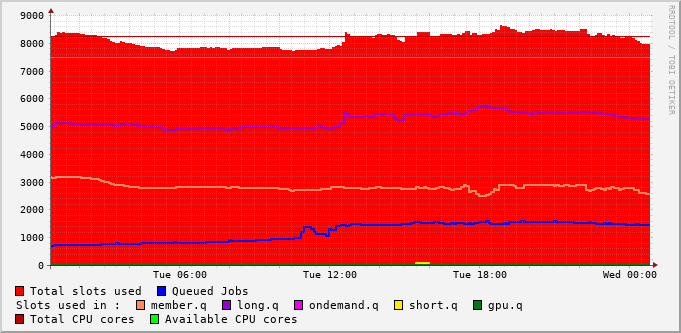 9000
8000
7000
6000
5000
4000
3000
2000
1000
0
Tue 06:00 Tue 12:00 Tue 18:00 Wed 00:00
RRDTOOL / TOBI OETIKER
Total slots used Queued Jobs
Slots used in : member.q long.q ondemand.q short.q gpu.q
Total CPU cores Available CPU cores